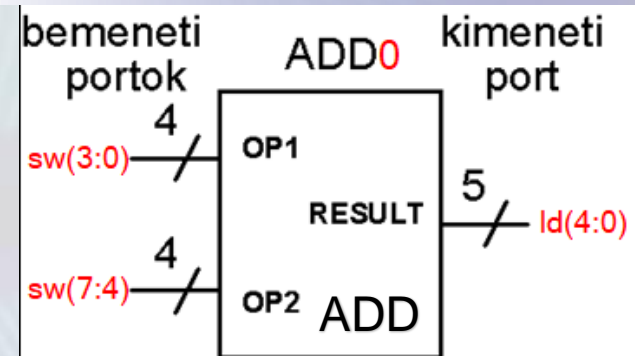 bemeneti
portok
ADD0
kimeneti
port
4
sw(3:0)
OP1
RESULT
5
ld(4:0)
4
sw(7:4)
OP2
ADD